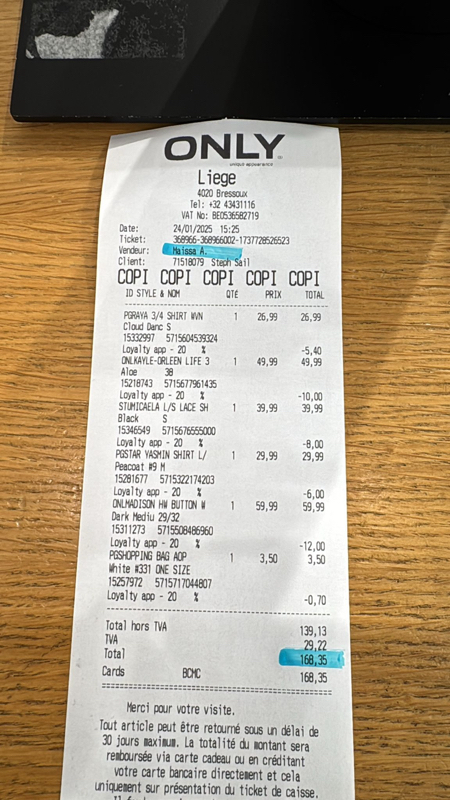 ONLY
unique appearance
Liege
4020 Bressoux
Tel: +32 43431116
VAT No: BE0536582719
Date: 24/01/2025 15:25
Ticket: 368966-368966002-1737728526523
Vendeur: Maissa A.
Client: 71518079 Steph Sail
COPI COPI COPI COPI COPI
ID STYLE & NOM QTÉ PRIX TOTAL
PGRAYA 3/4 SHIRT WVN 1 26,99 26,99
Cloud Danc S
15332997 5715604539324
Loyalty app - 20 % -5,40
ONLKAYLE-ORLEEN LIFE 3 1 49,99 49,99
Aloe 38
15218743 5715677961435
Loyalty app - 20 % -10,00
STUMICAELA L/S LACE SH 1 39,99 39,99
Black S
15346549 5715676555000
Loyalty app - 20 % -8,00
PGSTAR YASMIN SHIRT L/ 1 29,99 29,99
Peacoat #9 M
15281677 5715322174203
Loyalty app - 20 % -6,00
ONLMADISON HW BUTTON W 1 59,99 59,99
Dark Mediu 29/32
15311273 5715508486960
Loyalty app - 20 % -12,00
PGSHOPPING BAG AOP 1 3,50 3,50
White #331 ONE SIZE
15257972 5715717044807
Loyalty app - 20 % -0,70
Total hors TVA 139,13
TVA 29,22
Total 168,35
Cards BCMC 168,35
Merci pour votre visite.
Tout article peut être retourné sous un délai de
30 jours maximum. La totalité du montant sera
remboursée via carte cadeau ou en créditant
votre carte bancaire directement et cela
uniquement sur présentation du ticket de caisse.